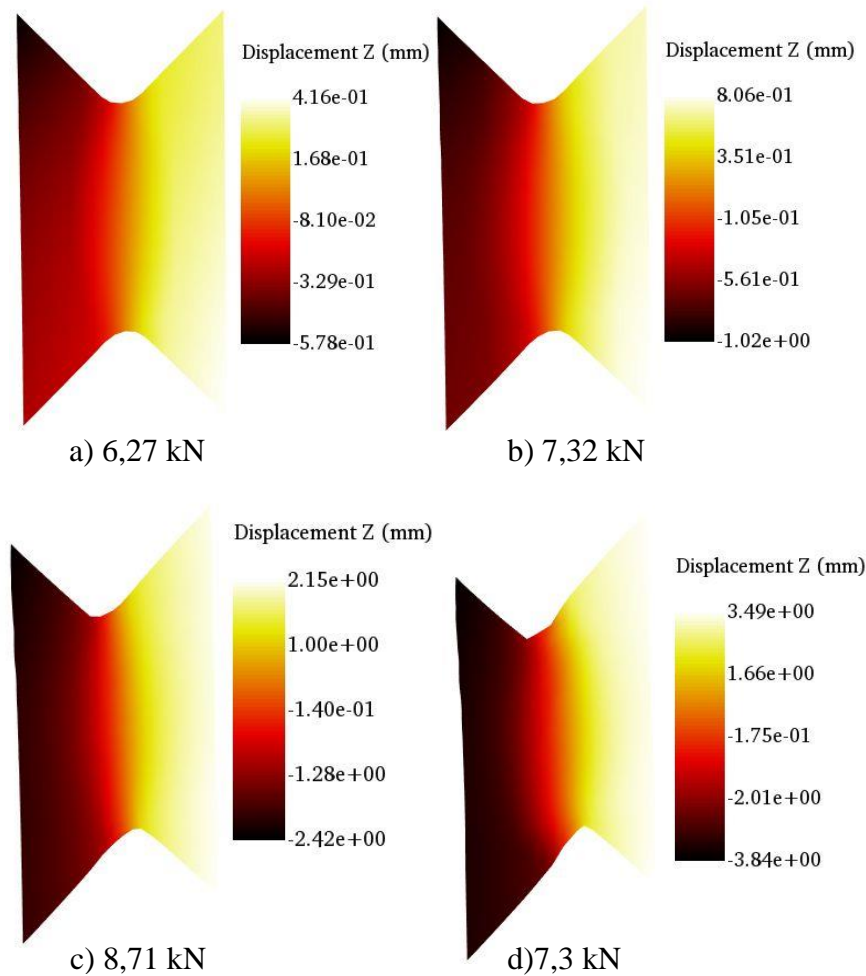 Displacement Z (mm)
4.16e-01
1.68e-01
-8.10e-02
-3.29e-01
-5.78e-01
a) 6,27 kN
Displacement Z (mm)
8.06e-01
3.51e-01
-1.05e-01
-5.61e-01
-1.02e+00
b) 7,32 kN
Displacement Z (mm)
2.15e+00
1.00e+00
-1.40e-01
-1.28e+00
-2.42e+00
c) 8,71 kN
Displacement Z (mm)
3.49e+00
1.66e+00
-1.75e-01
-2.01e+00
-3.84e+00
d)7,3 kN